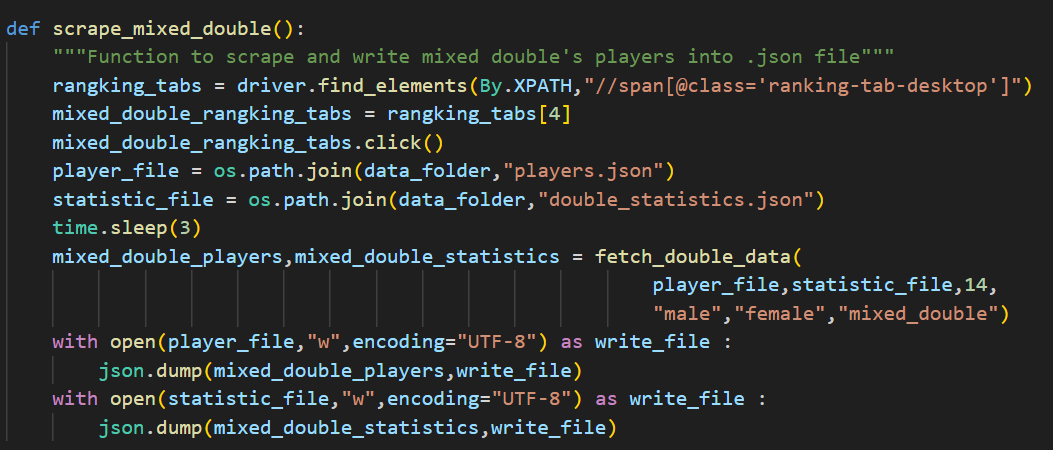 def scrape_mixed_double():
    """Function to scrape and write mixed double's players into .json file"""
    rangking_tabs = driver.find_elements(By.XPATH,"//span[@class='ranking-tab-desktop']")
    mixed_double_rangking_tabs = rangking_tabs[4]
    mixed_double_rangking_tabs.click()
    player_file = os.path.join(data_folder,"players.json")
    statistic_file = os.path.join(data_folder,"double_statistics.json")
    time.sleep(3)
    mixed_double_players,mixed_double_statistics = fetch_double_data(
                                                        player_file,statistic_file,14,
                                                        "male","female","mixed_double")
    with open(player_file,"w",encoding="UTF-8") as write_file :
        json.dump(mixed_double_players,write_file)
    with open(statistic_file,"w",encoding="UTF-8") as write_file :
        json.dump(mixed_double_statistics,write_file)